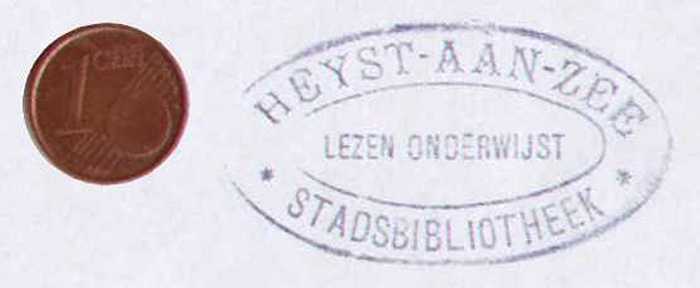 1 CENT
HEYST-AAN-ZEE
LEZEN ONDERWIJST
* STADSBIBLIOTHEEK *